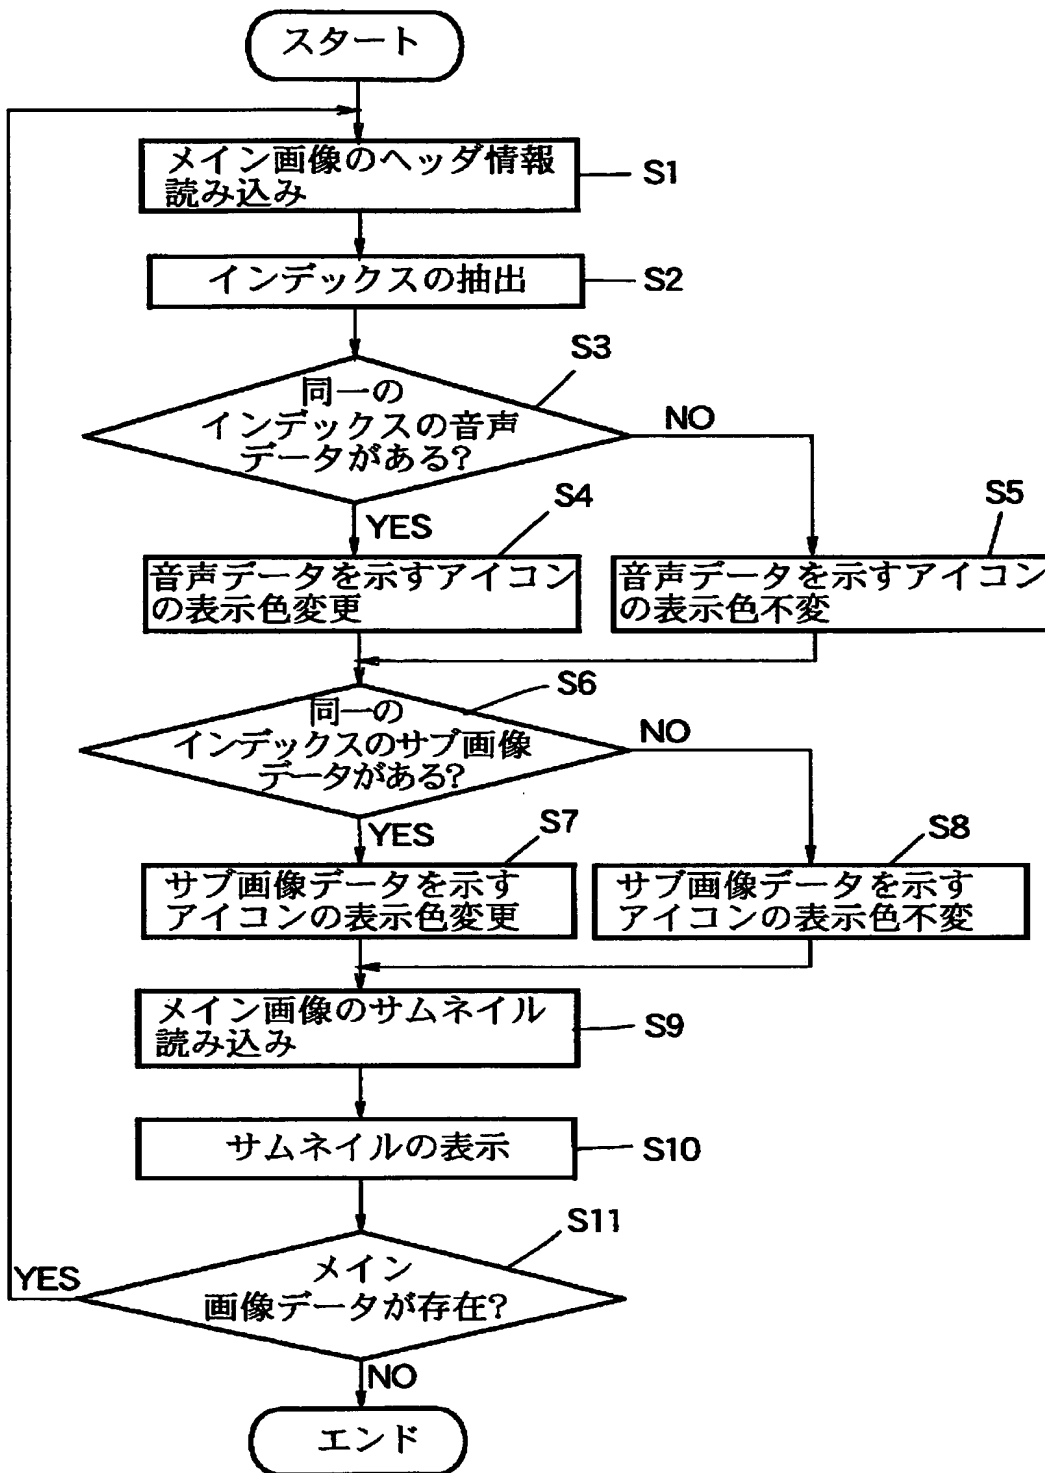 スタート
メイン画像のヘッダ情報
読み込み
S1
インデックスの抽出
S2
S3
同一の
インデックスの音声
データがある?
NO
YES
S4
S5
音声データを示すアイコン
の表示色変更
音声データを示すアイコン
の表示色不変
S6
同一の
インデックスのサブ画像
データがある?
NO
YES
S7
S8
サブ画像データを示す
アイコンの表示色変更
サブ画像データを示す
アイコンの表示色不変
メイン画像のサムネイル
読み込み
S9
サムネイルの表示
S10
S11
メイン
画像データが存在?
YES
NO
エンド